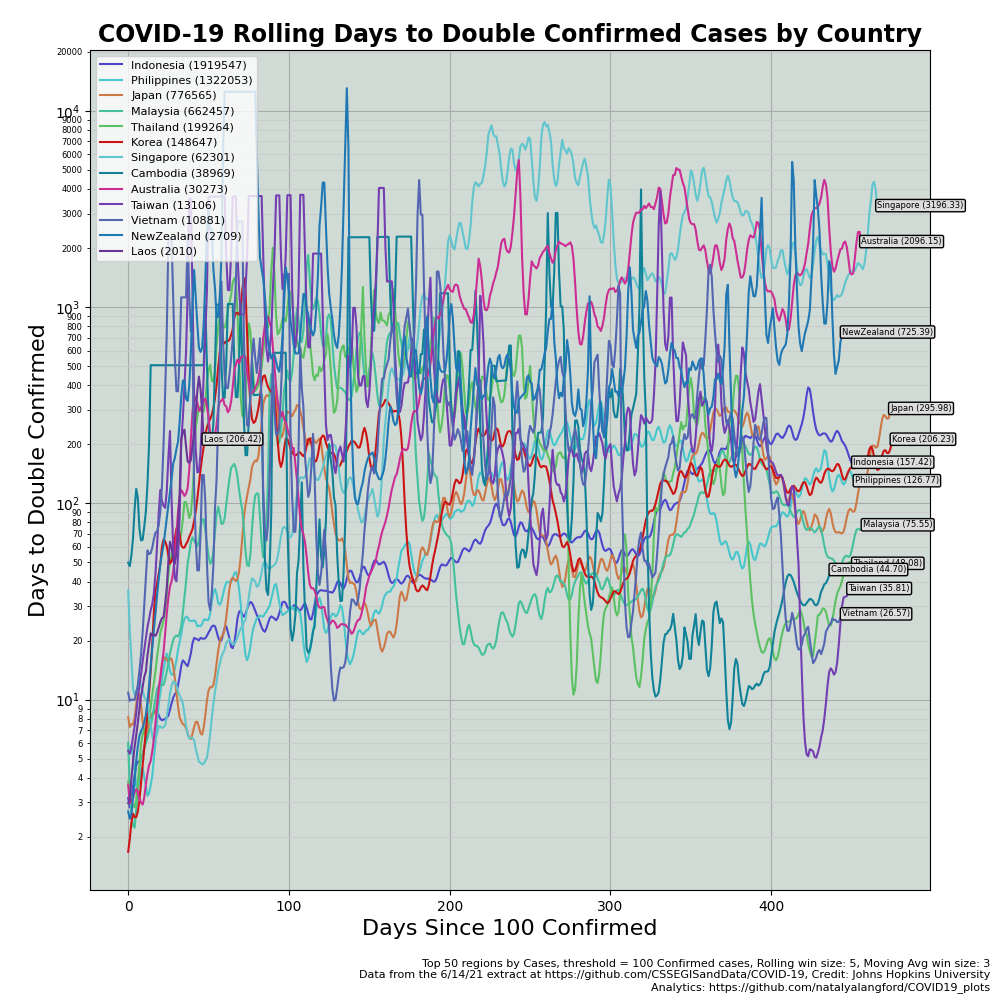 COVID-19 Rolling Days to Double Confirmed Cases by Country
Days to Double Confirmed
20000
10^4
9000
8000
7000
6000
5000
4000
3000
2000
10^3
900
800
700
600
500
400
300
200
10^2
90
80
70
60
50
40
30
20
10^1
9
8
7
6
5
4
3
2
Indonesia (1919547)
Philippines (1322053)
Japan (776565)
Malaysia (662457)
Thailand (199264)
Korea (148647)
Singapore (62301)
Cambodia (38969)
Australia (30273)
Taiwan (13106)
Vietnam (10881)
NewZealand (2709)
Laos (2010)
Singapore (3196.33)
Australia (2096.15)
NewZealand (725.39)
Japan (295.98)
Laos (206.42)
Korea (206.23)
Indonesia (157.42)
Philippines (126.77)
Malaysia (75.55)
Thailand (48.08)
Cambodia (44.70)
Taiwan (35.81)
Vietnam (26.57)
0 100 200 300 400
Days Since 100 Confirmed
Top 50 regions by Cases, threshold = 100 Confirmed cases, Rolling win size: 5, Moving Avg win size: 3
Data from the 6/14/21 extract at https://github.com/CSSEGISandData/COVID-19, Credit: Johns Hopkins University
Analytics: https://github.com/natalyalangford/COVID19_plots